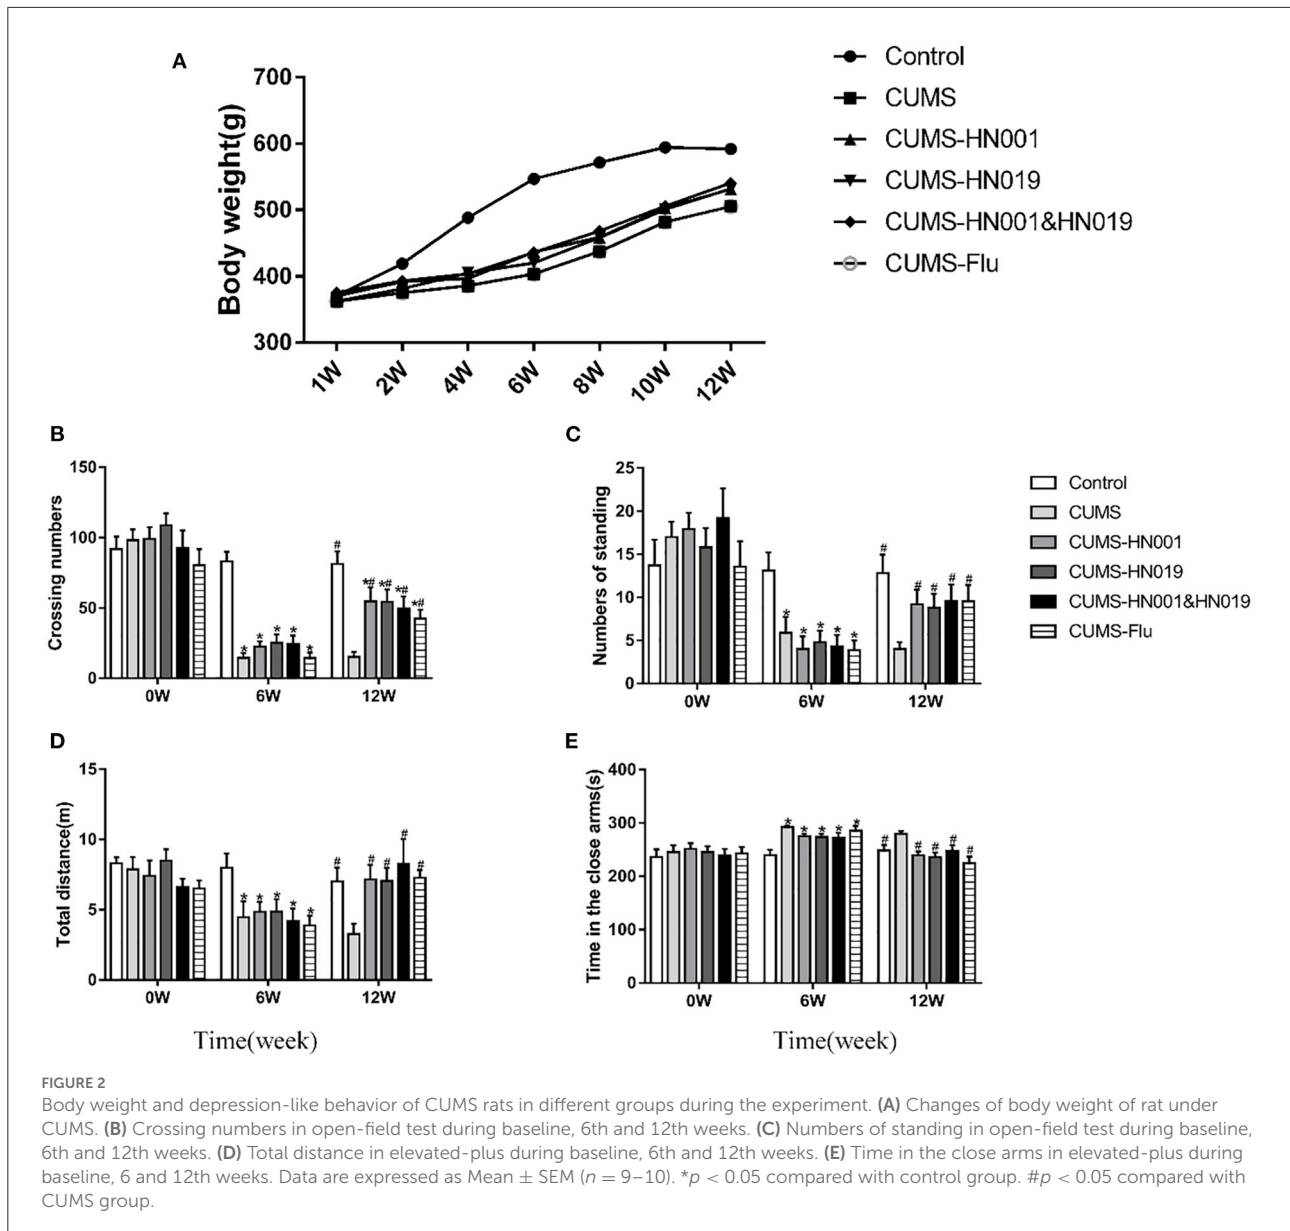 A
Body weight(g)
700
600
500
400
300
1W
2W
4W
6W
8W
10W
12W
Control
CUMS
CUMS-HN001
CUMS-HN019
CUMS-HN001&HN019
CUMS-Flu
B
Crossing numbers
150
100
50
0
0W
6W
12W
* * * * *
# *# *# *# *#
C
Numbers of standing
25
20
15
10
5
0
0W
6W
12W
* * * * *
# # # # #
Control
CUMS
CUMS-HN001
CUMS-HN019
CUMS-HN001&HN019
CUMS-Flu
D
Total distance(m)
15
10
5
0
0W
6W
12W
* * * * *
# # # # #
Time(week)
E
Time in the close arms(s)
400
300
200
100
0
0W
6W
12W
* * * * *
# # # # #
Time(week)
FIGURE 2
Body weight and depression-like behavior of CUMS rats in different groups during the experiment. (A) Changes of body weight of rat under
CUMS. (B) Crossing numbers in open-field test during baseline, 6th and 12th weeks. (C) Numbers of standing in open-field test during baseline,
6th and 12th weeks. (D) Total distance in elevated-plus during baseline, 6th and 12th weeks. (E) Time in the close arms in elevated-plus during
baseline, 6 and 12th weeks. Data are expressed as Mean ± SEM (n = 9–10). *p < 0.05 compared with control group. #p < 0.05 compared with
CUMS group.